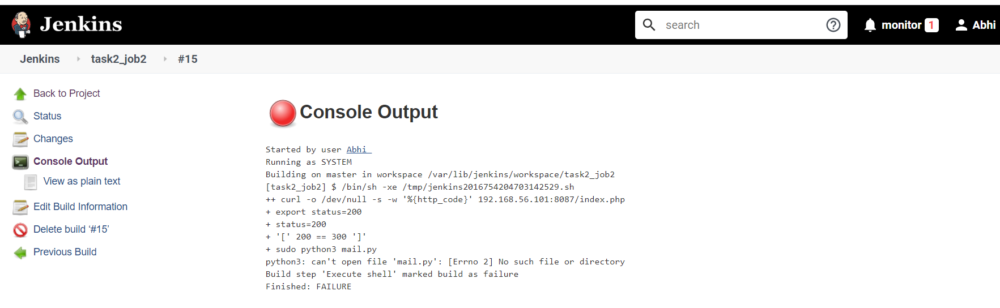 Jenkins
search
monitor 1
Abhi
Jenkins task2_job2 #15
Back to Project
Status
Changes
Console Output
View as plain text
Edit Build Information
Delete build ‘#15’
Previous Build
Console Output
Started by user Abhi
Running as SYSTEM
Building on master in workspace /var/lib/jenkins/workspace/task2_job2
[task2_job2] $ /bin/sh -xe /tmp/jenkins2016754204703142529.sh
++ curl -o /dev/null -s -w '%{http_code}' 192.168.56.101:8087/index.php
+ export status=200
+ status=200
+ '[' 200 == 300 ']'
+ sudo python3 mail.py
python3: can't open file 'mail.py': [Errno 2] No such file or directory
Build step 'Execute shell' marked build as failure
Finished: FAILURE